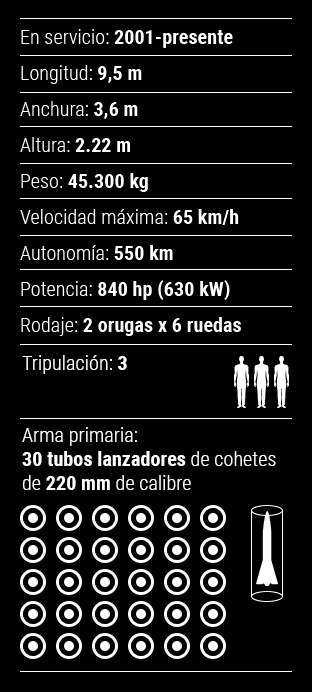 En servicio: 2001-presente
Longitud: 9,5 m
Anchura: 3,6 m
Altura: 2.22 m
Peso: 45.300 kg
Velocidad máxima: 65 km/h
Autonomía: 550 km
Potencia: 840 hp (630 kW)
Rodaje: 2 orugas x 6 ruedas
Tripulación: 3
Arma primaria:
30 tubos lanzadores de cohetes
de 220 mm de calibre